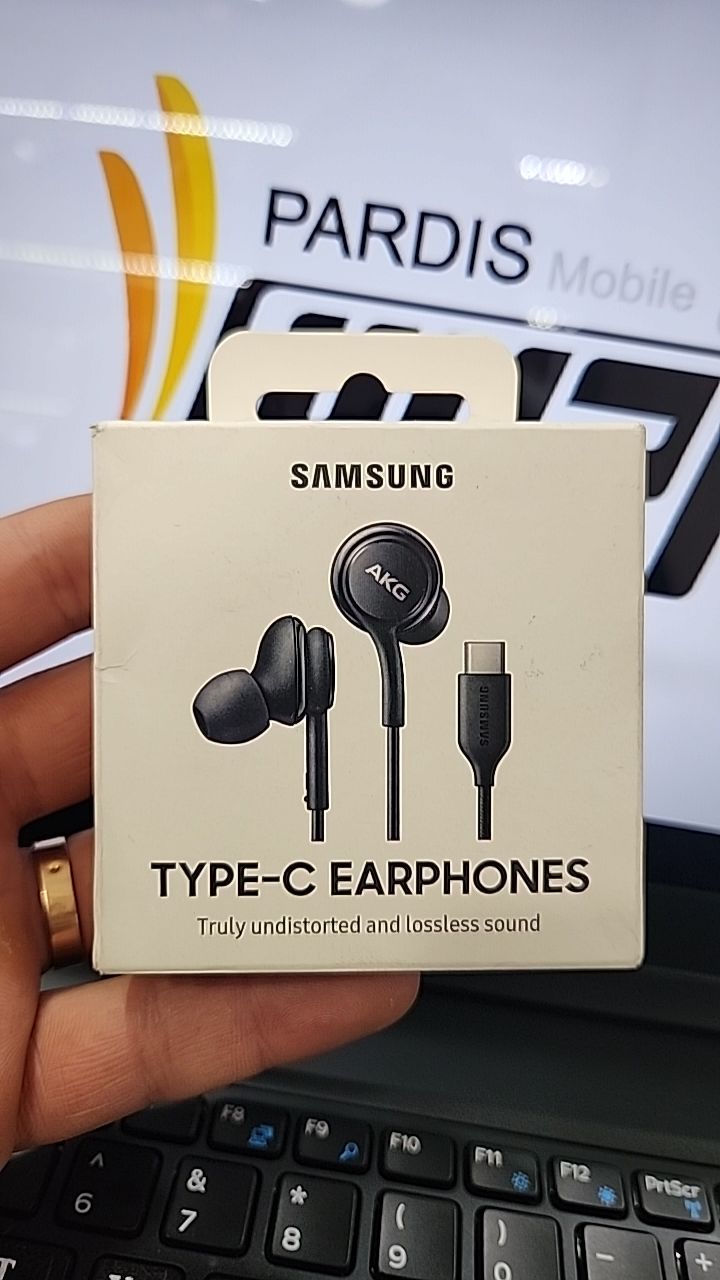 PARDIS Mobile
SAMSUNG
AKG
SAMSUNG
TYPE-C EARPHONES
Truly undistorted and lossless sound
F8
F9
F10
F11
F12
PrtScr
^
6
&
7
*
8
(
9
)
0
–
+